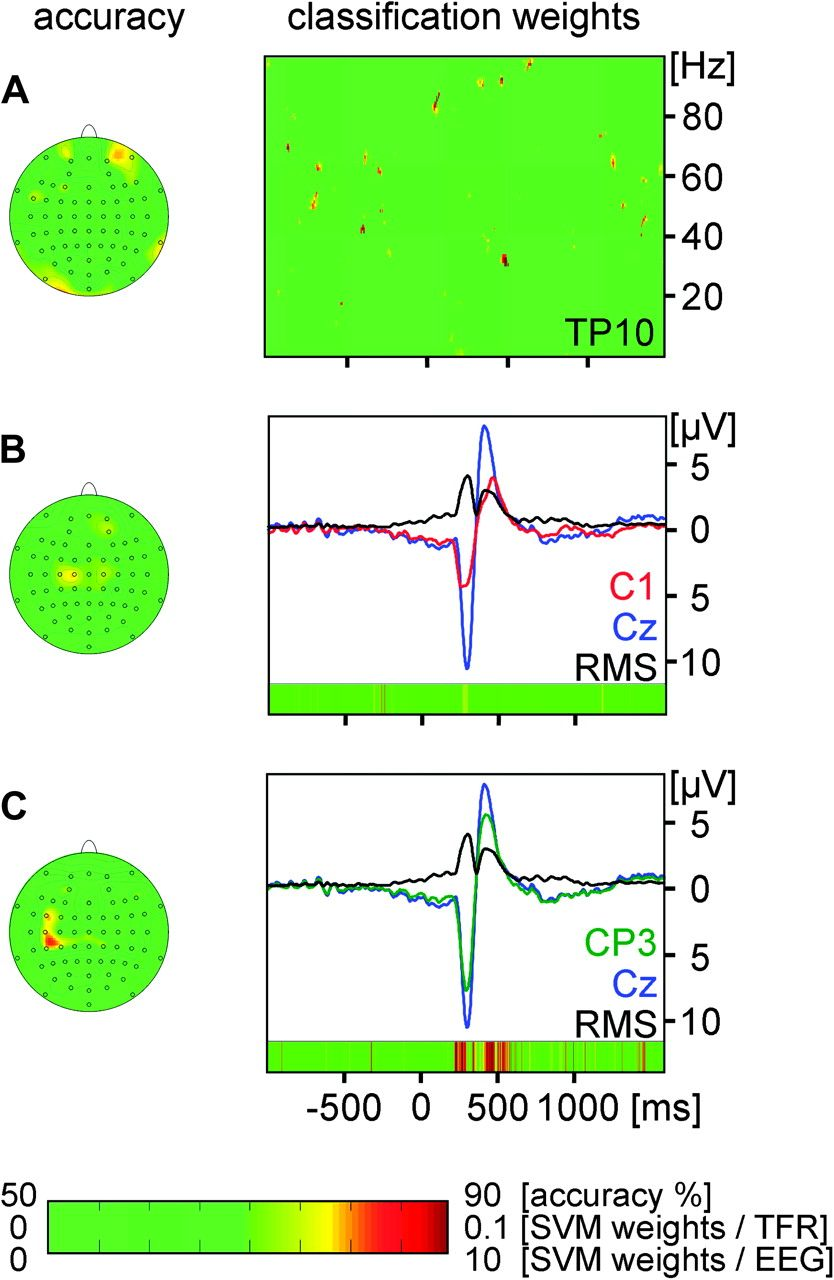 accuracy classification weights
A
[Hz]
80
60
40
20
TP10
B
[µV]
5
0
5
10
C1
Cz
RMS
C
[µV]
5
0
5
10
CP3
Cz
RMS
-500 0 500 1000 [ms]
50 90 [accuracy %]
0 0.1 [SVM weights / TFR]
0 10 [SVM weights / EEG]